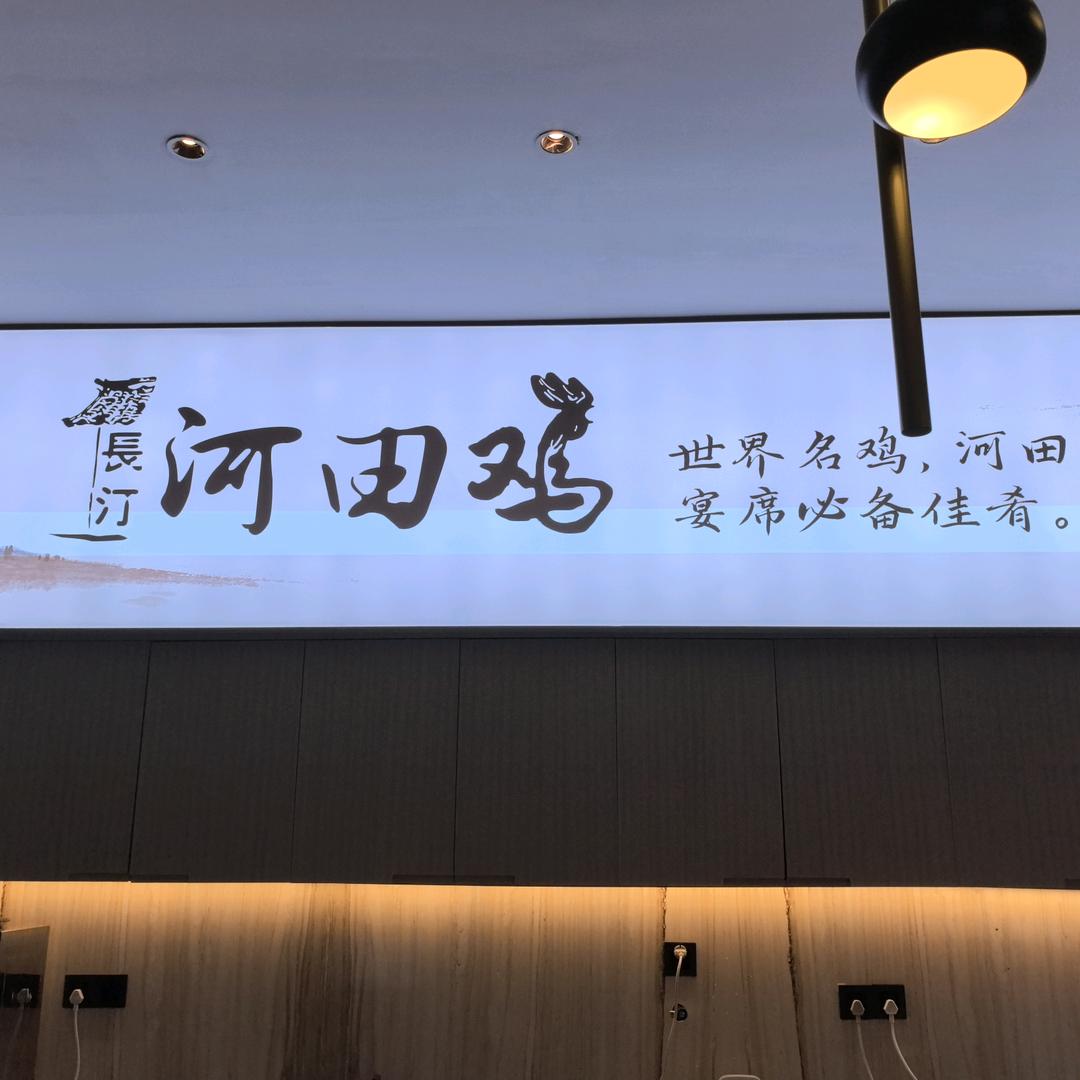 長汀
河田鸡
世界名鸡，河田
宴席必备佳肴。